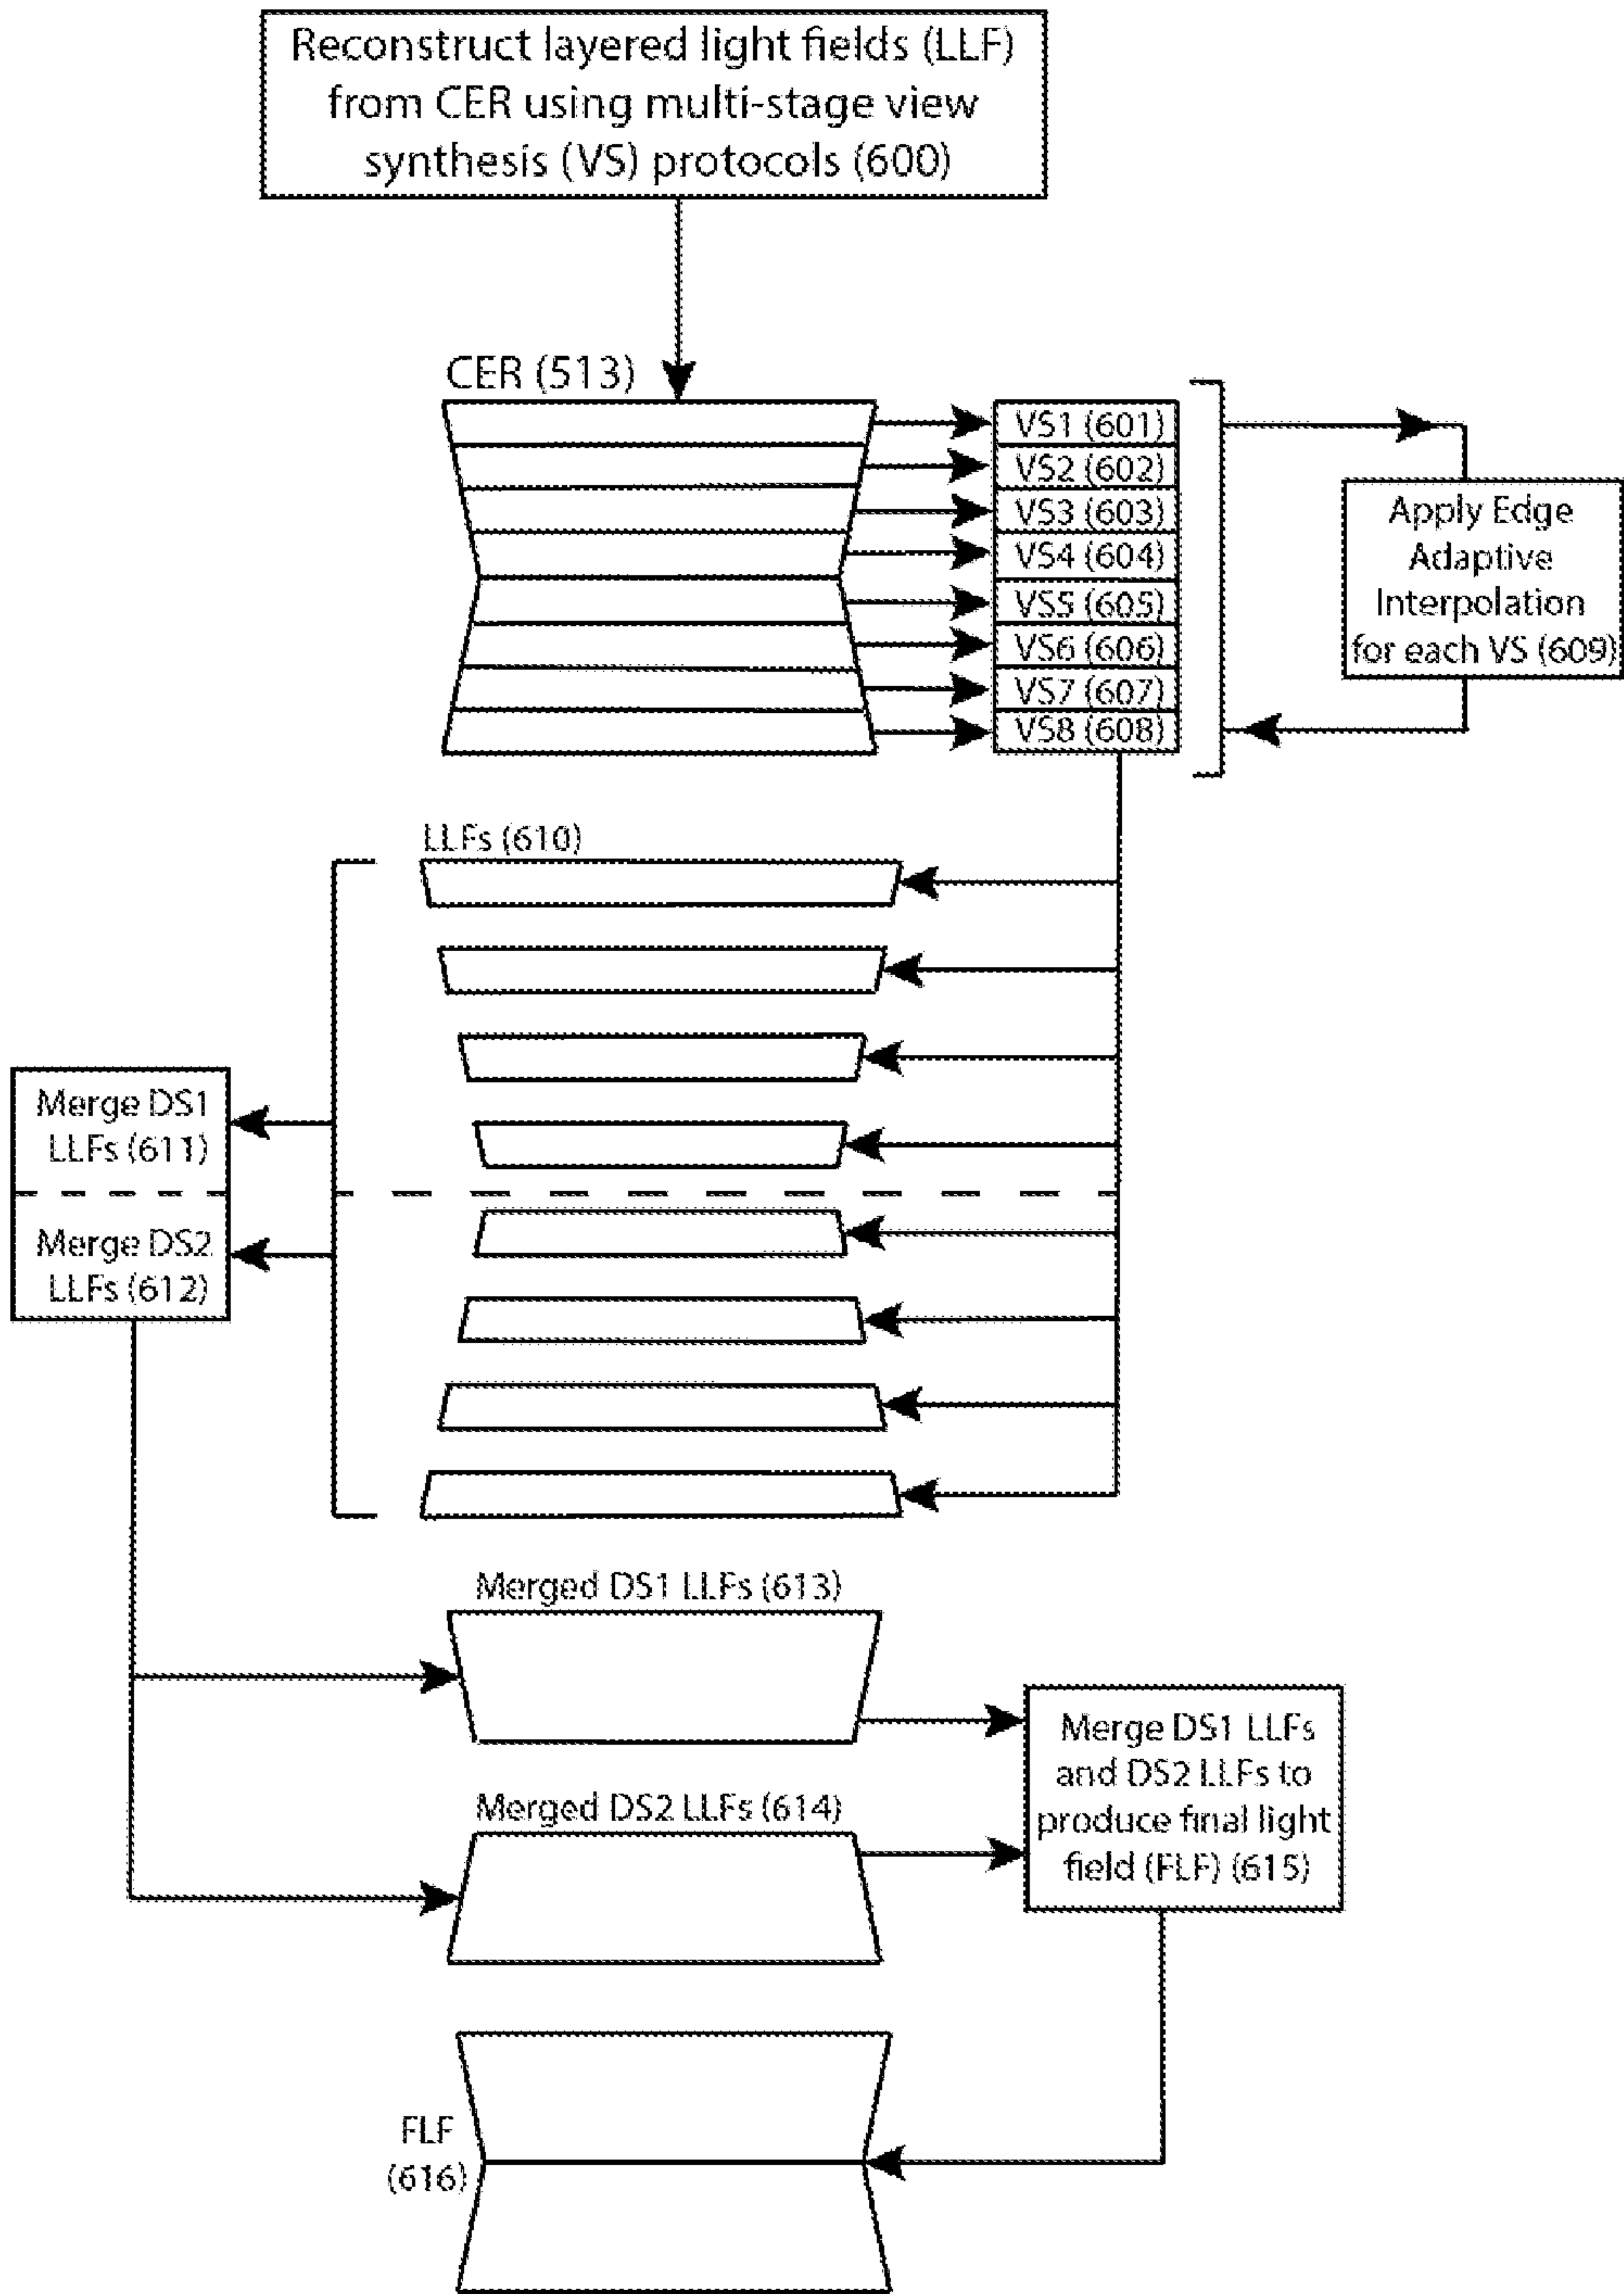 Reconstruct layered light fields (LLF)
from CER using multi-stage view
synthesis (VS) protocols (600)
CER (513)
VS1 (601)
VS2 (602)
VS3 (603)
VS4 (604)
VS5 (605)
VS6 (606)
VS7 (607)
VS8 (608)
Apply Edge
Adaptive
Interpolation
for each VS (609)
LLFs (610)
Merge DS1
LLFs (611)
Merge DS2
LLFs (612)
Merged DS1 LLFs (613)
Merged DS2 LLFs (614)
Merge DS1 LLFs
and DS2 LLFs to
produce final light
field (FLF) (615)
FLF
(616)